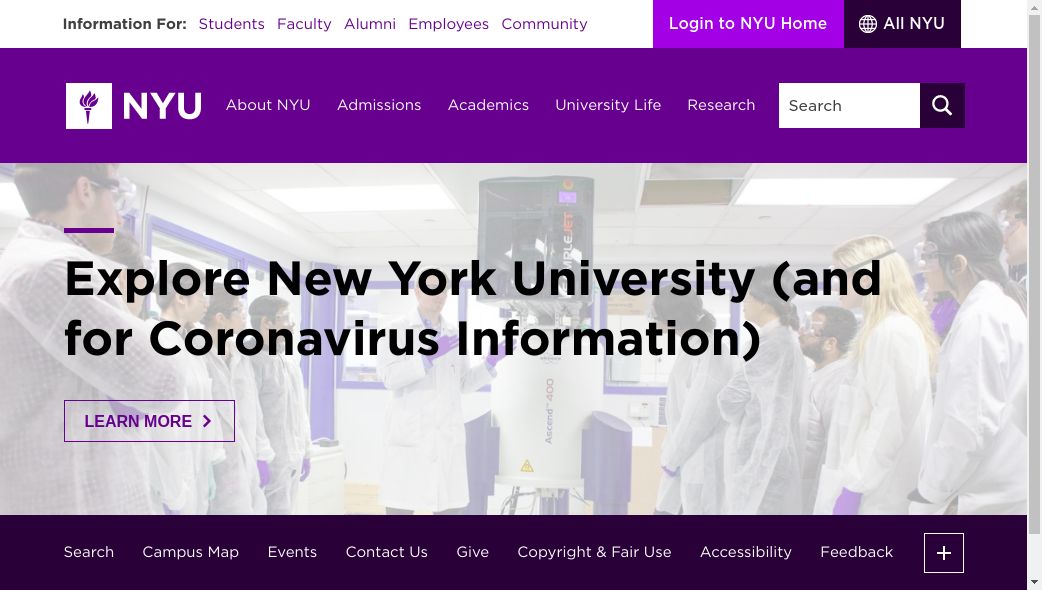 Information For: Students Faculty Alumni Employees Community Login to NYU Home All NYU
NYU About NYU Admissions Academics University Life Research Search
Explore New York University (and
for Coronavirus Information)
LEARN MORE
Ascend™ 400
Search Campus Map Events Contact Us Give Copyright & Fair Use Accessibility Feedback +